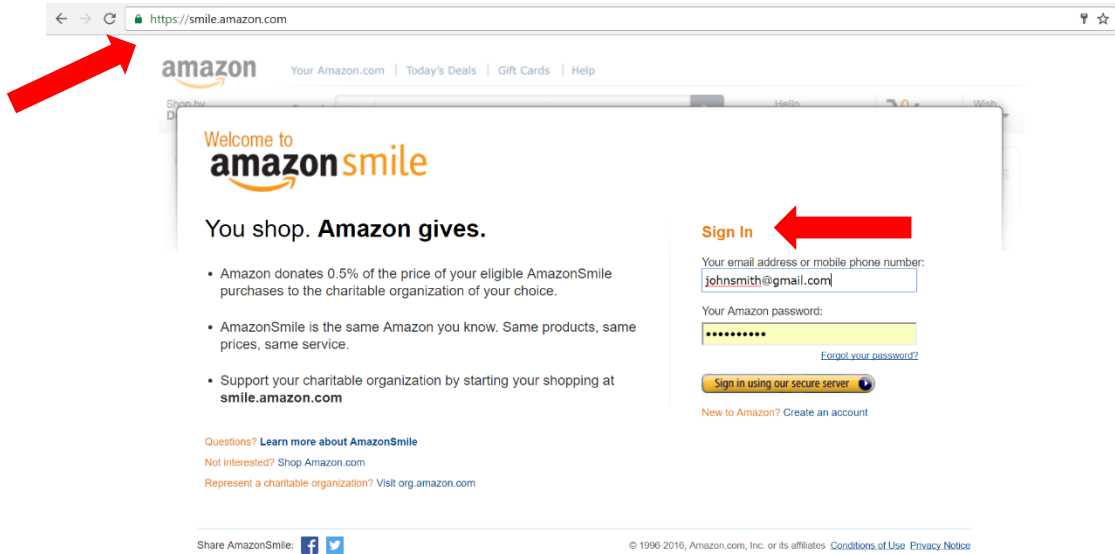 https://smile.amazon.com
amazon
Your Amazon.com | Today's Deals | Gift Cards | Help
Shop by
Hello
Wish
Welcome to
amazonsmile
You shop. Amazon gives.
• Amazon donates 0.5% of the price of your eligible AmazonSmile
purchases to the charitable organization of your choice.
• AmazonSmile is the same Amazon you know. Same products, same
prices, same service.
• Support your charitable organization by starting your shopping at
smile.amazon.com
Questions? Learn more about AmazonSmile
Not interested? Shop Amazon.com
Represent a charitable organization? Visit org.amazon.com
Sign In
Your email address or mobile phone number:
johnsmith@gmail.com
Your Amazon password:
••••••••••
Forgot your password?
Sign in using our secure server
New to Amazon? Create an account
Share AmazonSmile:
© 1996-2016, Amazon.com, Inc. or its affiliates Conditions of Use Privacy Notice